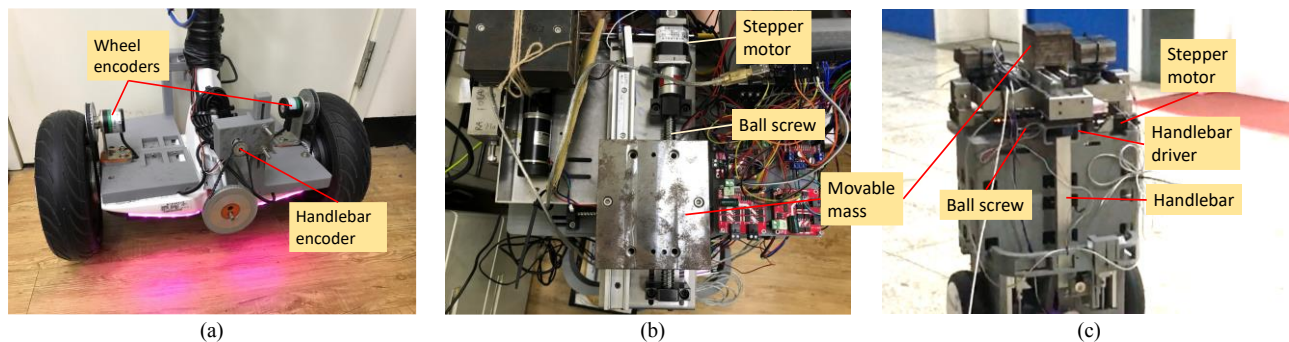 Wheel
encoders
Handlebar
encoder
(a)
Stepper
motor
Ball screw
Movable
mass
(b)
Stepper
motor
Handlebar
driver
Ball screw
Handlebar
(c)